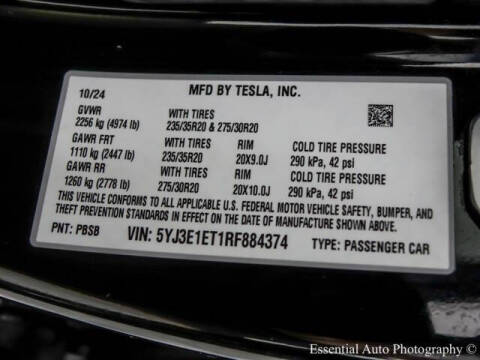 10/24 MFD BY TESLA, INC.
GVWR WITH TIRES
2256 kg (4974 lb) 235/35R20 & 275/30R20
GAWR FRT WITH TIRES RIM COLD TIRE PRESSURE
1110 kg (2447 lb) 235/35R20 20X9.0J 290 kPa, 42 psi
GAWR RR WITH TIRES RIM COLD TIRE PRESSURE
1260 kg (2778 lb) 275/30R20 20X10.0J 290 kPa, 42 psi
THIS VEHICLE CONFORMS TO ALL APPLICABLE U.S. FEDERAL MOTOR VEHICLE SAFETY, BUMPER, AND
THEFT PREVENTION STANDARDS IN EFFECT ON THE DATE OF MANUFACTURE SHOWN ABOVE.
PNT: PBSB VIN: 5YJ3E1ET1RF884374 TYPE: PASSENGER CAR
Essential Auto Photography (C)